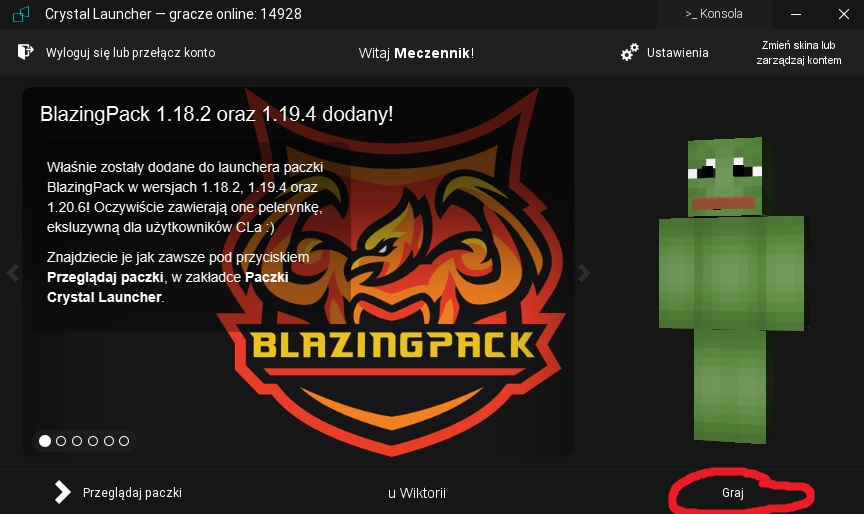 Crystal Launcher — gracze online: 14928
>_ Konsola
Wyloguj się lub przełącz konto
Witaj Meczennik!
Ustawienia
Zmień skina lub
zarządzaj kontem
BlazingPack 1.18.2 oraz 1.19.4 dodany!
Właśnie zostały dodane do launchera paczki
BlazingPack w wersjach 1.18.2, 1.19.4 oraz
1.20.6! Oczywiście zawierają one pelerynkę,
eksluzywną dla użytkowników CLa :)
Znajdziecie je jak zawsze pod przyciskiem
Przeglądaj paczki, w zakładce Paczki
Crystal Launcher.
BLAZINGPACK
Przeglądaj paczki
u Wiktorii
Graj